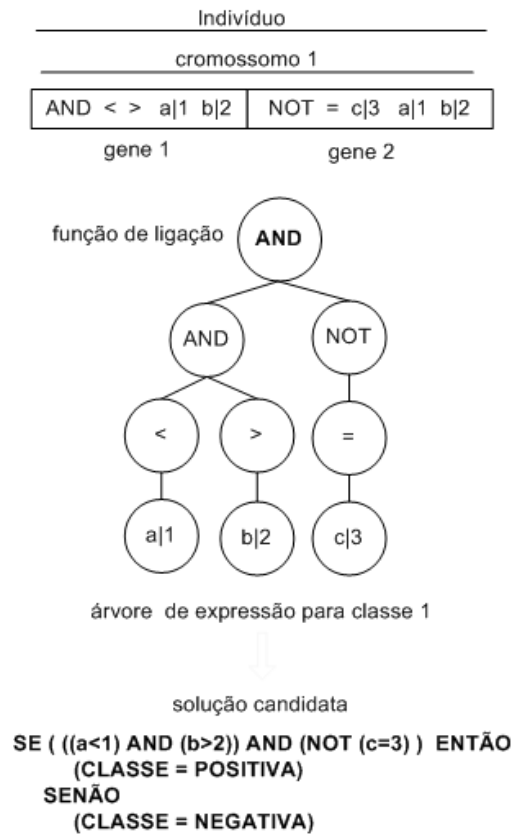 Indivíduo
cromossomo 1
AND < > a|1 b|2 NOT = c|3 a|1 b|2
gene 1 gene 2
função de ligação AND
AND NOT
< > =
a|1 b|2 c|3
árvore de expressão para classe 1
solução candidata
SE ( ((a<1) AND (b>2)) AND (NOT (c=3) ) ENTÃO
(CLASSE = POSITIVA)
SENÃO
(CLASSE = NEGATIVA)